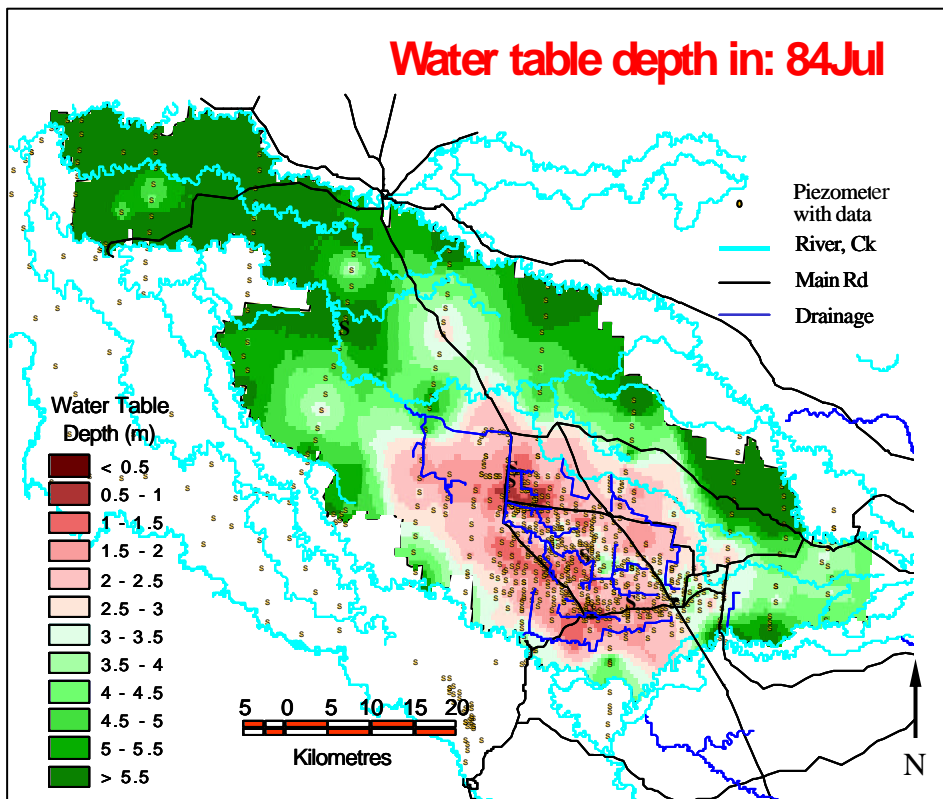 Water table depth in: 84Jul
Piezometer
with data
River, Ck
Main Rd
Drainage
Water Table
Depth (m)
< 0.5
0.5 - 1
1 - 1.5
1.5 - 2
2 - 2.5
2.5 - 3
3 - 3.5
3.5 - 4
4 - 4.5
4.5 - 5
5 - 5.5
> 5.5
5 0 5 10 15 20
Kilometres
N
S